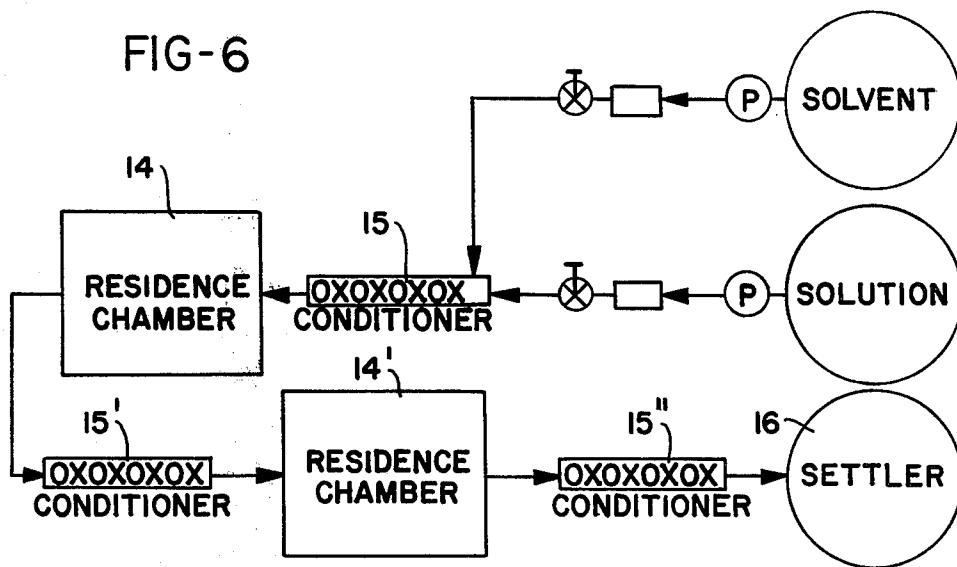 FIG-6
P
SOLVENT
14
15
RESIDENCE
CHAMBER
OXOXOXOX
CONDITIONER
P
SOLUTION
14'
15'
15"
16
OXOXOXOX
CONDITIONER
RESIDENCE
CHAMBER
OXOXOXOX
CONDITIONER
SETTLER